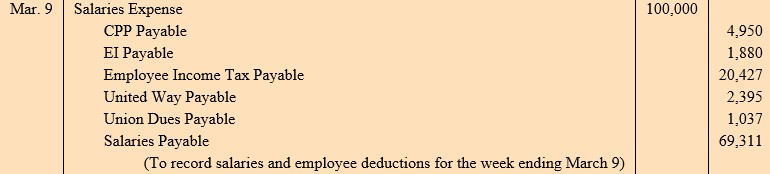 Mar. 9 Salaries Expense 100,000
CPP Payable 4,950
EI Payable 1,880
Employee Income Tax Payable 20,427
United Way Payable 2,395
Union Dues Payable 1,037
Salaries Payable 69,311
(To record salaries and employee deductions for the week ending March 9)